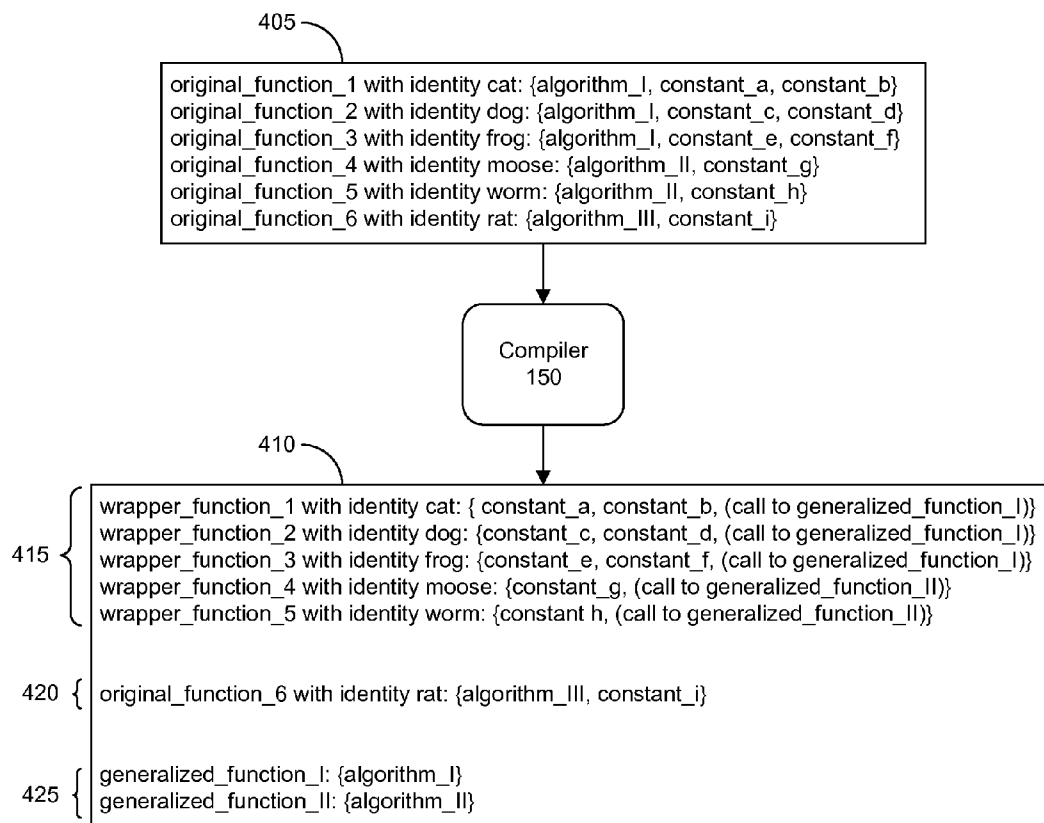 405
original_function_1 with identity cat: {algorithm_I, constant_a, constant_b}
original_function_2 with identity dog: {algorithm_I, constant_c, constant_d}
original_function_3 with identity frog: {algorithm_I, constant_e, constant_f}
original_function_4 with identity moose: {algorithm_II, constant_g}
original_function_5 with identity worm: {algorithm_II, constant_h}
original_function_6 with identity rat: {algorithm_III, constant_i}
Compiler
150
410
415
wrapper_function_1 with identity cat: { constant_a, constant_b, (call to generalized_function_I)}
wrapper_function_2 with identity dog: {constant_c, constant_d, (call to generalized_function_I)}
wrapper_function_3 with identity frog: {constant_e, constant_f, (call to generalized_function_I)}
wrapper_function_4 with identity moose: {constant_g, (call to generalized_function_II)}
wrapper_function_5 with identity worm: {constant h, (call to generalized_function_II)}
420
original_function_6 with identity rat: {algorithm_III, constant_i}
425
generalized_function_I: {algorithm_I}
generalized_function_II: {algorithm_II}